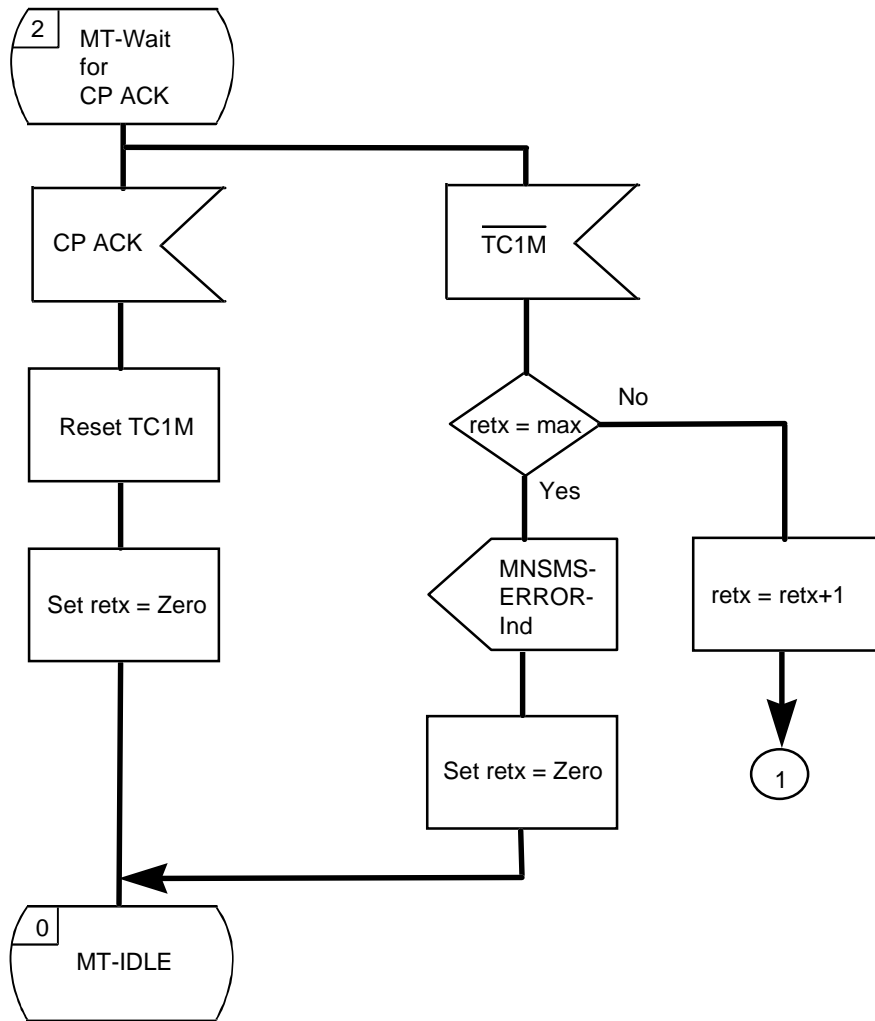 2
MT-Wait
for
CP ACK
CP ACK
TC1M
Reset TC1M
retx = max
No
Yes
Set retx = Zero
MNSMS-
ERROR-
Ind
retx = retx+1
Set retx = Zero
1
0
MT-IDLE